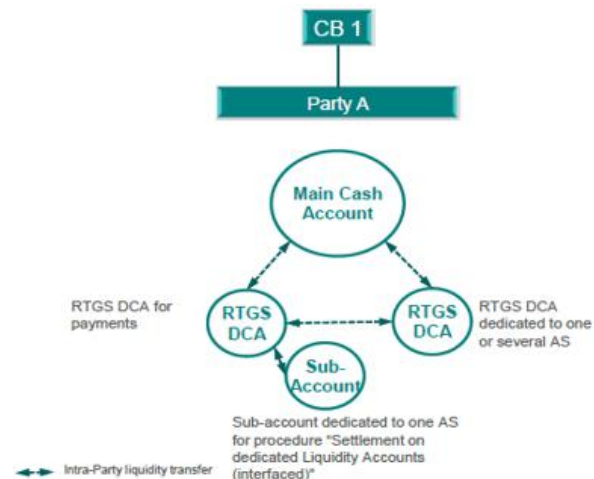 CB 1
Party A
Main Cash
Account
RTGS DCA for
payments
RTGS
DCA
RTGS
DCA
RTGS DCA
dedicated to one
or several AS
Sub-
Account
Sub-account dedicated to one AS
for procedure "Settlement on
dedicated Liquidity Accounts
(interfaced)"
Intra-Party liquidity transfer